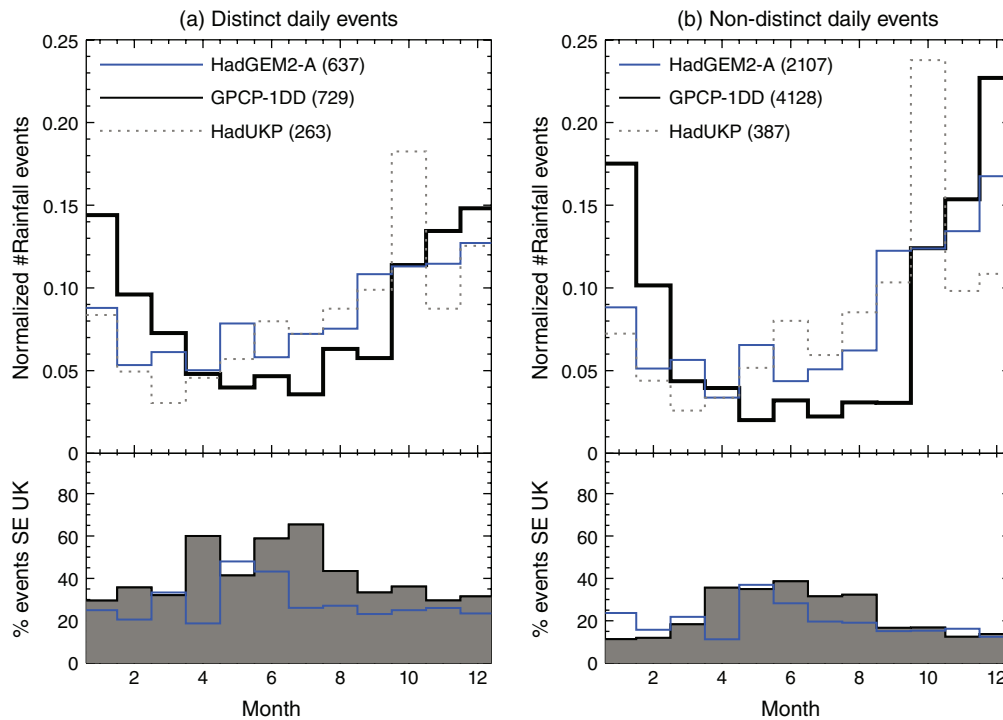 (a) Distinct daily events
0.25
0.20
0.15
0.10
0.05
0
Normalized #Rainfall events
HadGEM2-A (637)
GPCP-1DD (729)
HadUKP (263)
80
60
40
20
0
% events SE UK
2 4 6 8 10 12
Month
(b) Non-distinct daily events
0.25
0.20
0.15
0.10
0.05
0
Normalized #Rainfall events
HadGEM2-A (2107)
GPCP-1DD (4128)
HadUKP (387)
80
60
40
20
0
% events SE UK
2 4 6 8 10 12
Month